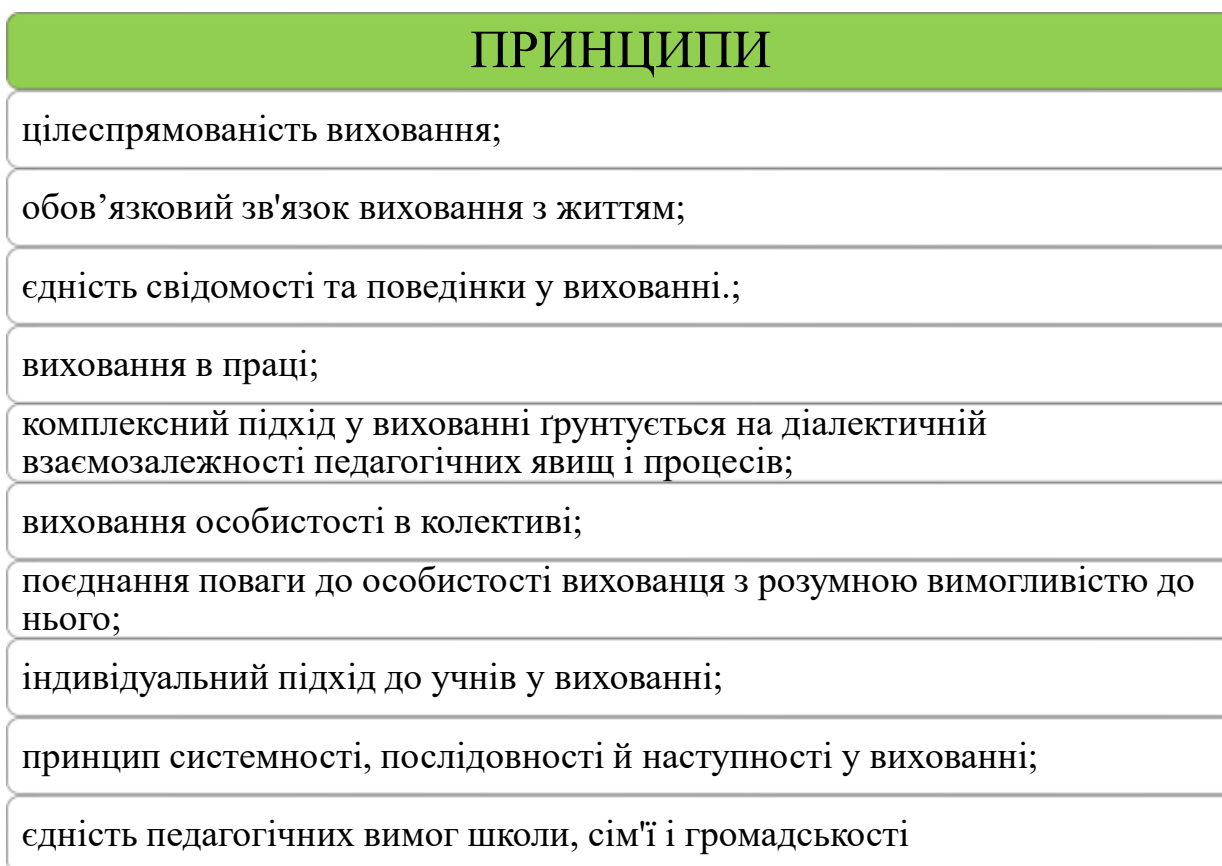 ПРИНЦИПИ
цілеспрямованість виховання;
обов’язковий зв'язок виховання з життям;
єдність свідомості та поведінки у вихованні.;
виховання в праці;
комплексний підхід у вихованні ґрунтується на діалектичній
взаємозалежності педагогічних явищ і процесів;
виховання особистості в колективі;
поєднання поваги до особистості вихованця з розумною вимогливістю до
нього;
індивідуальний підхід до учнів у вихованні;
принцип системності, послідовності й наступності у вихованні;
єдність педагогічних вимог школи, сім'ї і громадськості